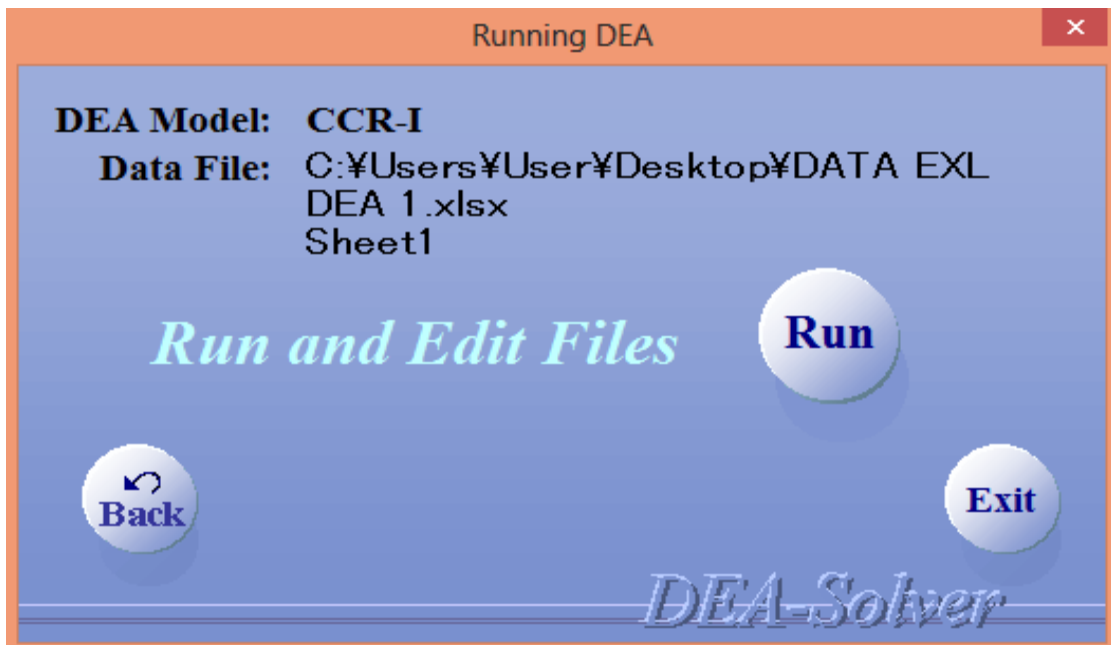 Running DEA
×
DEA Model: CCR-I
Data File: C:¥Users¥User¥Desktop¥DATA EXL
DEA 1.xlsx
Sheet1
Run and Edit Files
Run
Back
Exit
DEA-Solver